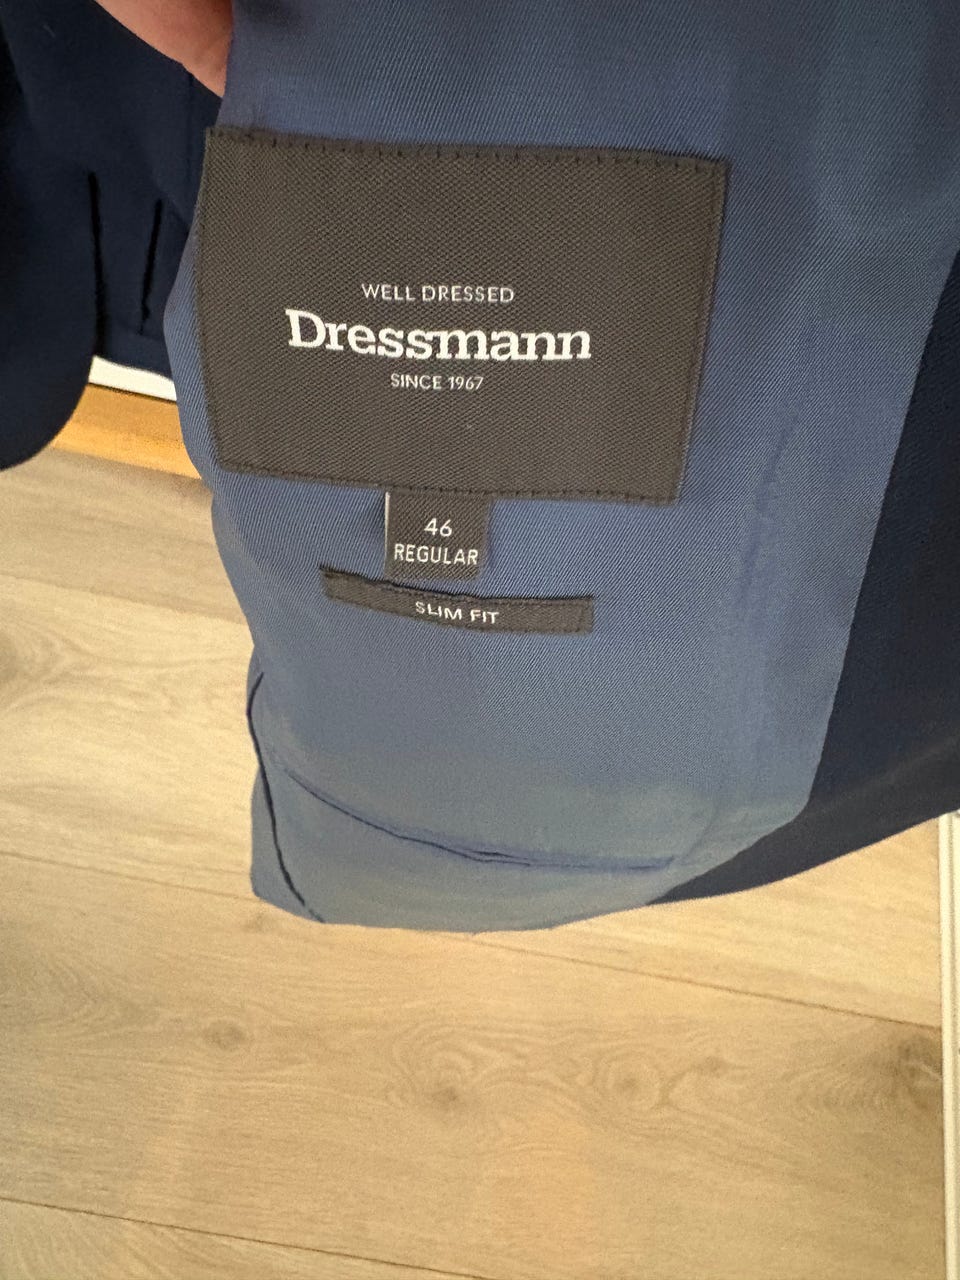 WELL DRESSED
Dressmann
SINCE 1967
46
REGULAR
SLIM FIT